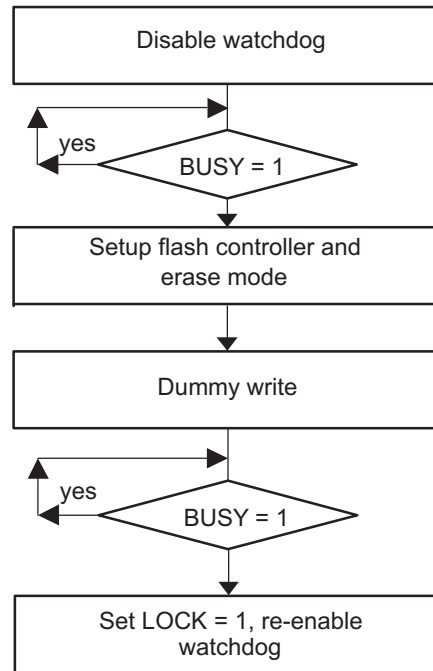 Disable watchdog
yes
BUSY = 1
Setup flash controller and
erase mode
Dummy write
yes
BUSY = 1
Set LOCK = 1, re-enable
watchdog